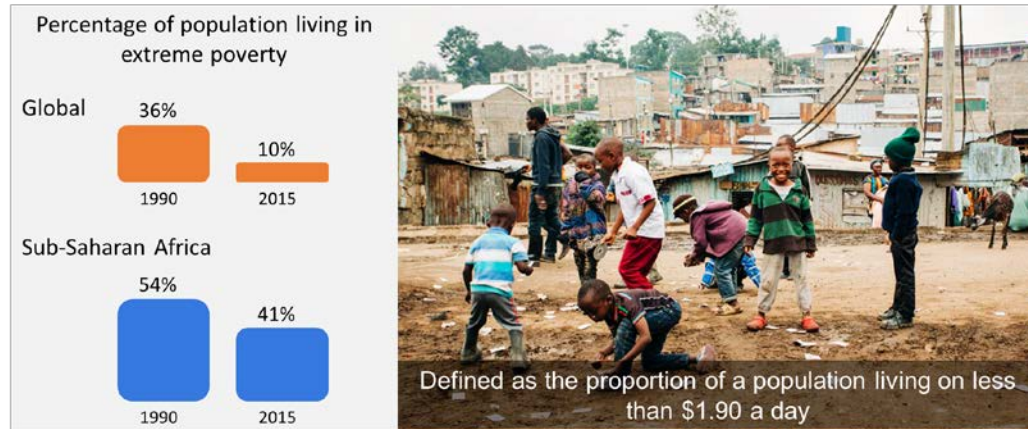 Percentage of population living in
extreme poverty
Global
36%
10%
1990
2015
Sub-Saharan Africa
54%
41%
1990
2015
Defined as the proportion of a population living on less
than $1.90 a day